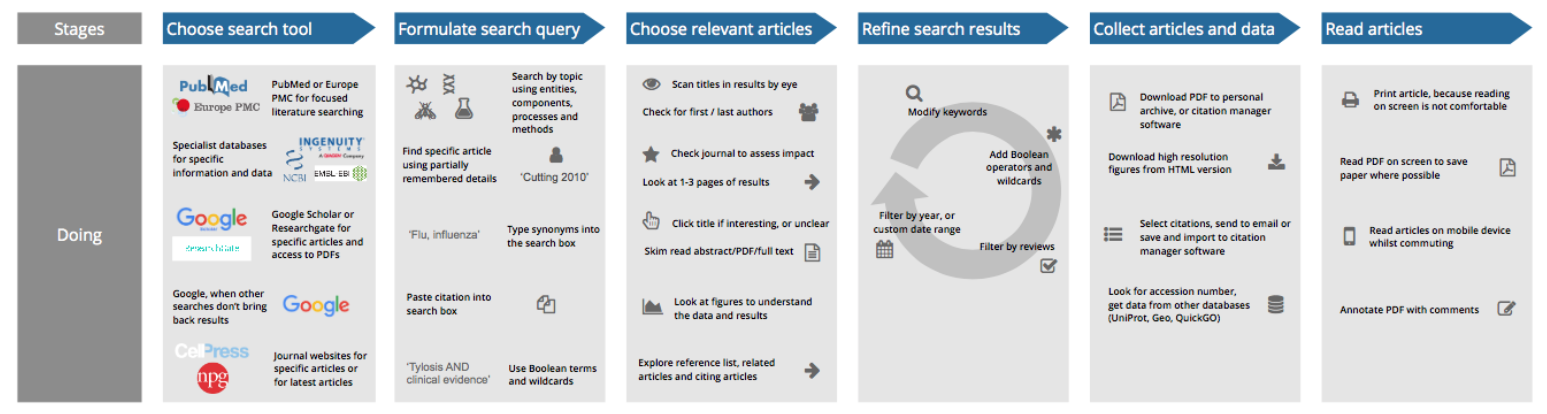 Stages
Choose search tool
Formulate search query
Choose relevant articles
Refine search results
Collect articles and data
Read articles
Doing
PubMed
Europe PMC
PubMed or Europe
PMC for focused
literature searching
Specialist databases
for specific
information and data
INGENUITY
SYSTEMS
A QIAGEN Company
NCBI
EMBL-EBI
Google
Google Scholar or
Researchgate for
specific articles and
access to PDFs
ResearchGate
Google, when other
searches don't bring
back results
Google
CellPress
npg
Journal websites for
specific articles or
for latest articles
Search by topic
using entities,
components,
processes and
methods
Find specific article
using partially
remembered details
'Cutting 2010'
'Flu, influenza'
Type synonyms into
the search box
Paste citation into
search box
'Tylosis AND
clinical evidence'
Use Boolean terms
and wildcards
Scan titles in results by eye
Check for first / last authors
Check journal to assess impact
Look at 1-3 pages of results
Click title if interesting, or unclear
Skim read abstract/PDF/full text
Look at figures to understand
the data and results
Explore reference list, related
articles and citing articles
Modify keywords
Add Boolean
operators and
wildcards
Filter by year, or
custom date range
Filter by reviews
Download PDF to personal
archive, or citation manager
software
Download high resolution
figures from HTML version
Select citations, send to email or
save and import to citation
manager software
Look for accession number,
get data from other databases
(UniProt, Geo, QuickGO)
Print article, because reading
on screen is not comfortable
Read PDF on screen to save
paper where possible
Read articles on mobile device
whilst commuting
Annotate PDF with comments